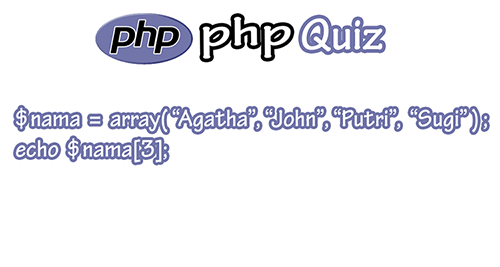 php php Quiz
$nama = array(“Agatha”, “John”, “Putri”, “Sugi”);
echo $nama[3];